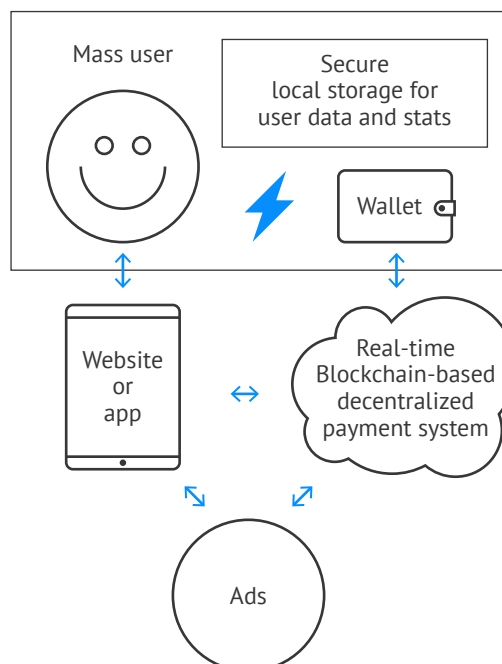 Mass user
Secure
local storage for
user data and stats
Wallet
Website
or
app
Real-time
Blockchain-based
decentralized
payment system
Ads